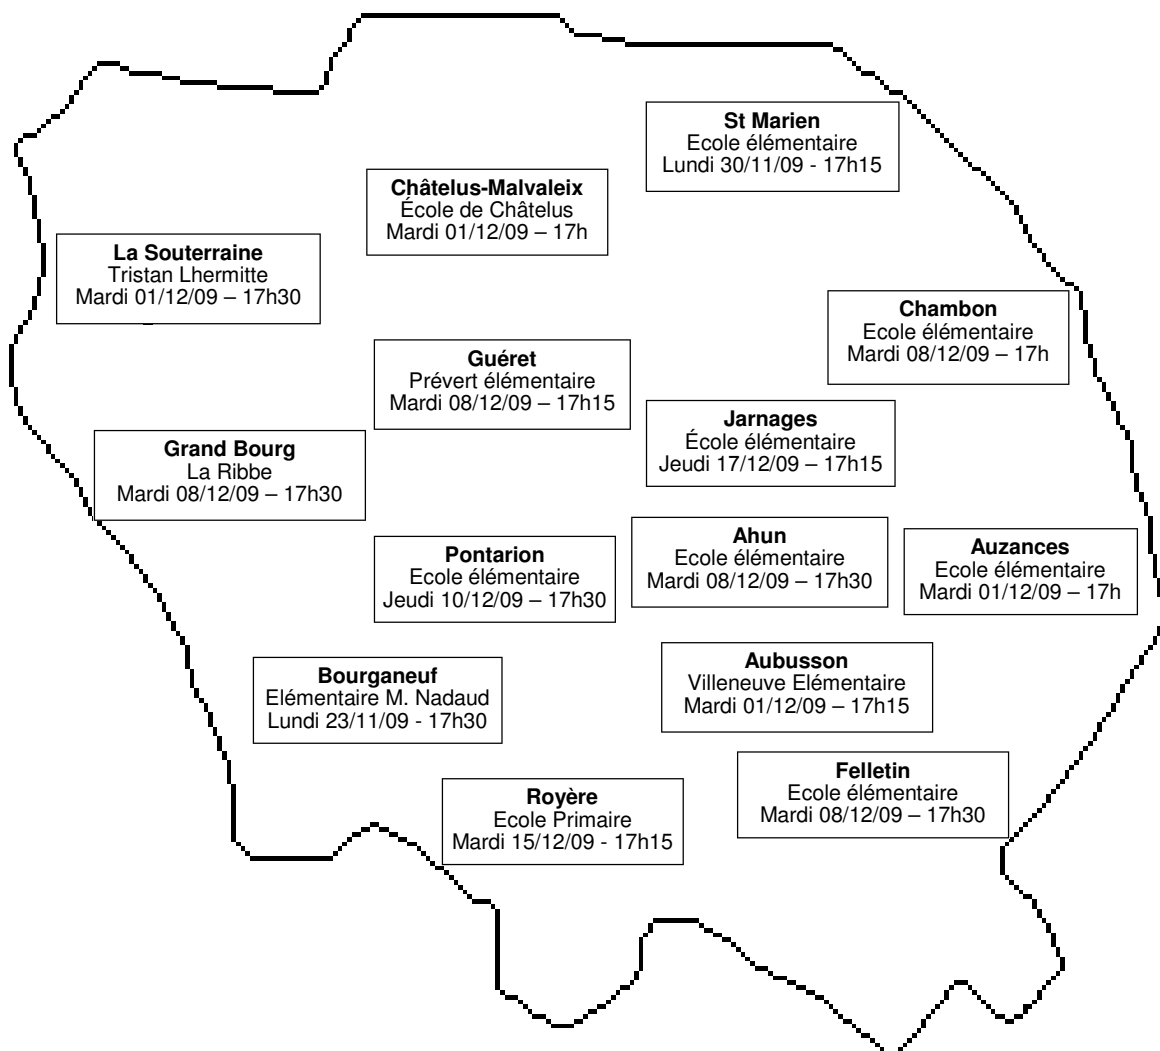 St Marien
Ecole élémentaire
Lundi 30/11/09 - 17h15
Châtelus-Malvaleix
École de Châtelus
Mardi 01/12/09 – 17h
La Souterraine
Tristan Lhermitte
Mardi 01/12/09 – 17h30
Chambon
Ecole élémentaire
Mardi 08/12/09 – 17h
Guéret
Prévert élémentaire
Mardi 08/12/09 – 17h15
Jarnages
École élémentaire
Jeudi 17/12/09 – 17h15
Grand Bourg
La Ribbe
Mardi 08/12/09 – 17h30
Pontarion
Ecole élémentaire
Jeudi 10/12/09 – 17h30
Ahun
Ecole élémentaire
Mardi 08/12/09 – 17h30
Auzances
Ecole élémentaire
Mardi 01/12/09 – 17h
Bourganeuf
Elémentaire M. Nadaud
Lundi 23/11/09 - 17h30
Aubusson
Villeneuve Elémentaire
Mardi 01/12/09 – 17h15
Felletin
Ecole élémentaire
Mardi 08/12/09 – 17h30
Royère
Ecole Primaire
Mardi 15/12/09 - 17h15